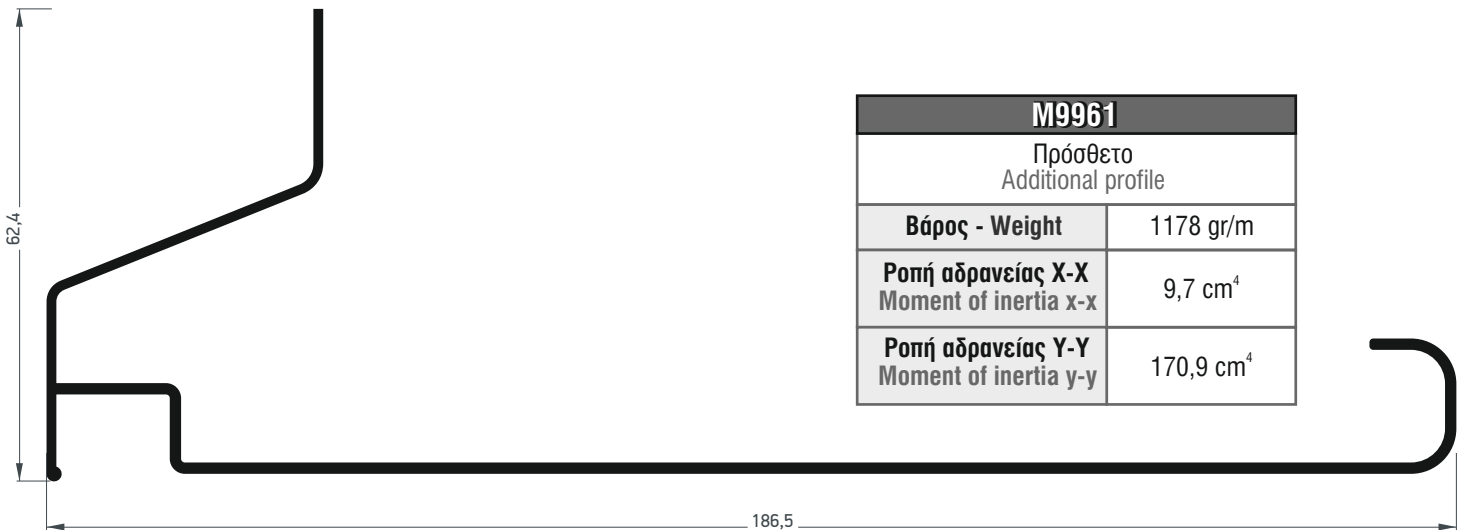 62,4
M9961
Πρόσθετο
Additional profile
Βάρος - Weight 1178 gr/m
Ροπή αδρανείας Χ-Χ
Moment of inertia x-x
9,7 cm⁴
Ροπή αδρανείας Υ-Υ
Moment of inertia y-y
170,9 cm⁴
186,5